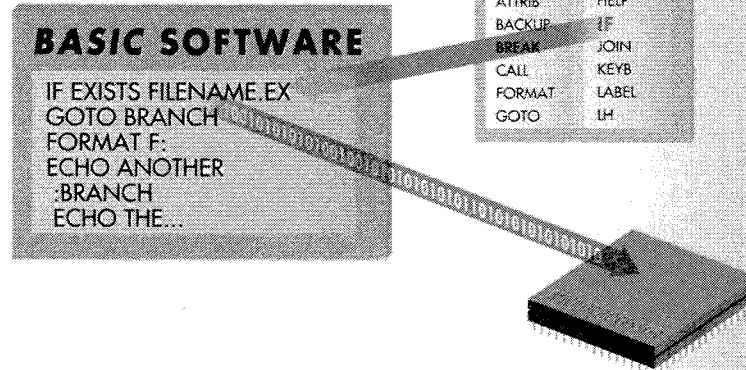 ATTRIB HELP
BACKUP IF
BREAK JOIN
CALL KEYB
FORMAT LABEL
GOTO LH
BASIC SOFTWARE
IF EXISTS FILENAME.EX
GOTO BRANCH
FORMAT F:
ECHO ANOTHER
:BRANCH
ECHO THE...